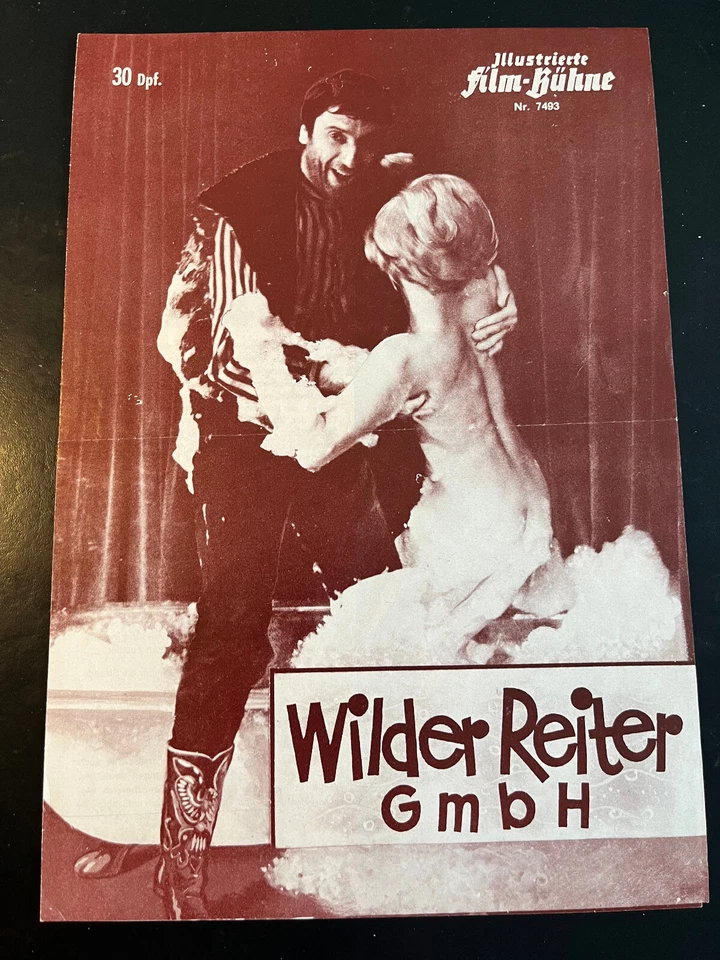 30 Dpf.
Illustrierte
Film-Bühne
Nr. 7493
Wilder Reiter
GmbH